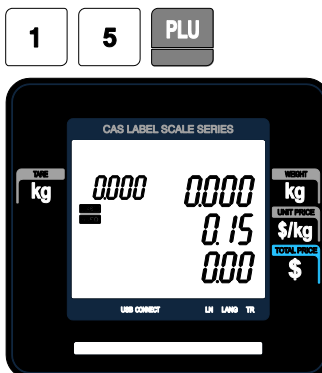 1 5 PLU
CAS LABEL SCALE SERIES
TARE
kg
0.000 0.000
WEIGHT
kg
0.15
UNIT PRICE
$/kg
0.00
TOTAL PRICE
$
USB CONNECT LN LANG TR